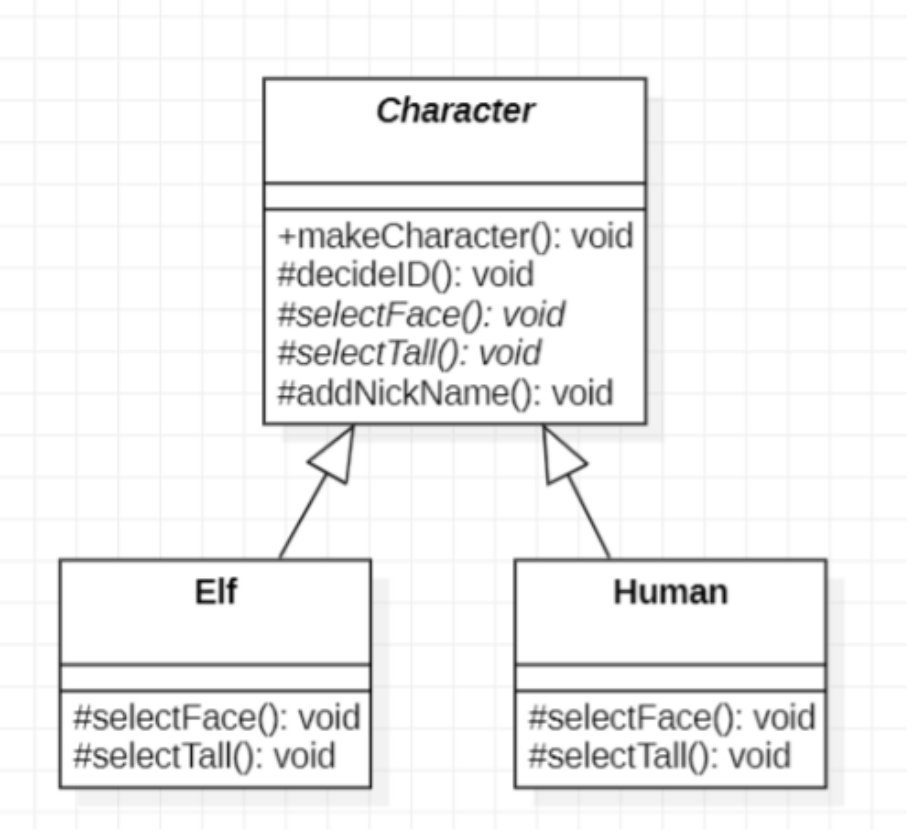 Character
+makeCharacter(): void
#decideID(): void
#selectFace(): void
#selectTall(): void
#addNickName(): void
Elf
#selectFace(): void
#selectTall(): void
Human
#selectFace(): void
#selectTall(): void